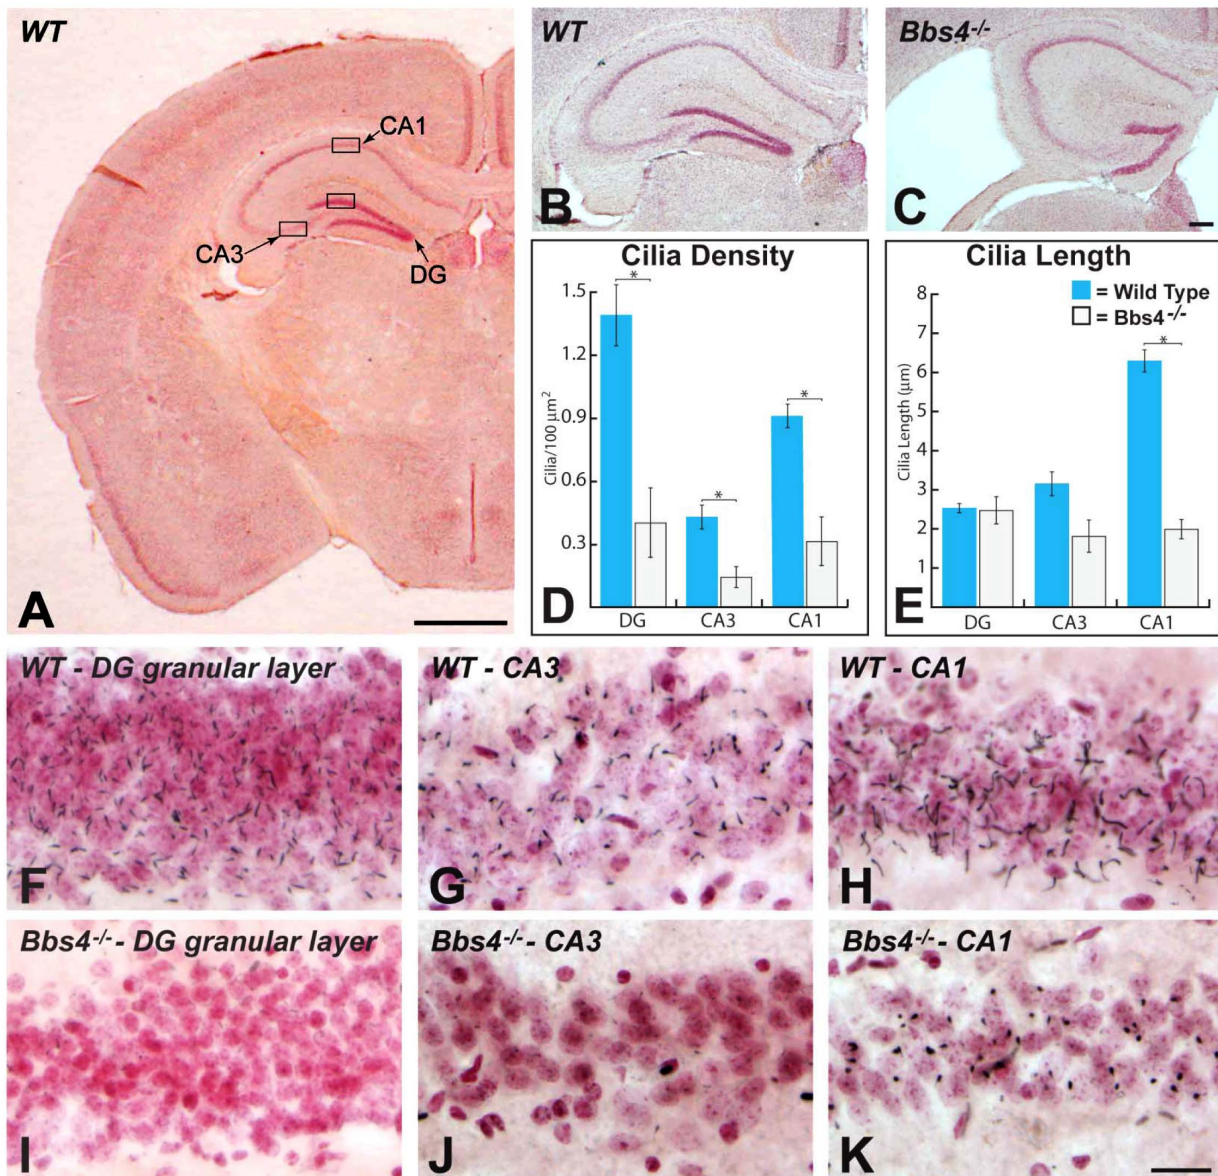 WT
CA1
CA3
DG
A
WT
B
Bbs4-/-
C
Cilia Density
Cilia/100 µm2
1.5
1.2
0.9
0.6
0.3
*
*
*
DG
CA3
CA1
D
Cilia Length
Cilia Length (µm)
8
7
6
5
4
3
2
1
= Wild Type
= Bbs4-/-
*
DG
CA3
CA1
E
WT - DG granular layer
F
WT - CA3
G
WT - CA1
H
Bbs4-/- - DG granular layer
I
Bbs4-/- - CA3
J
Bbs4-/- - CA1
K